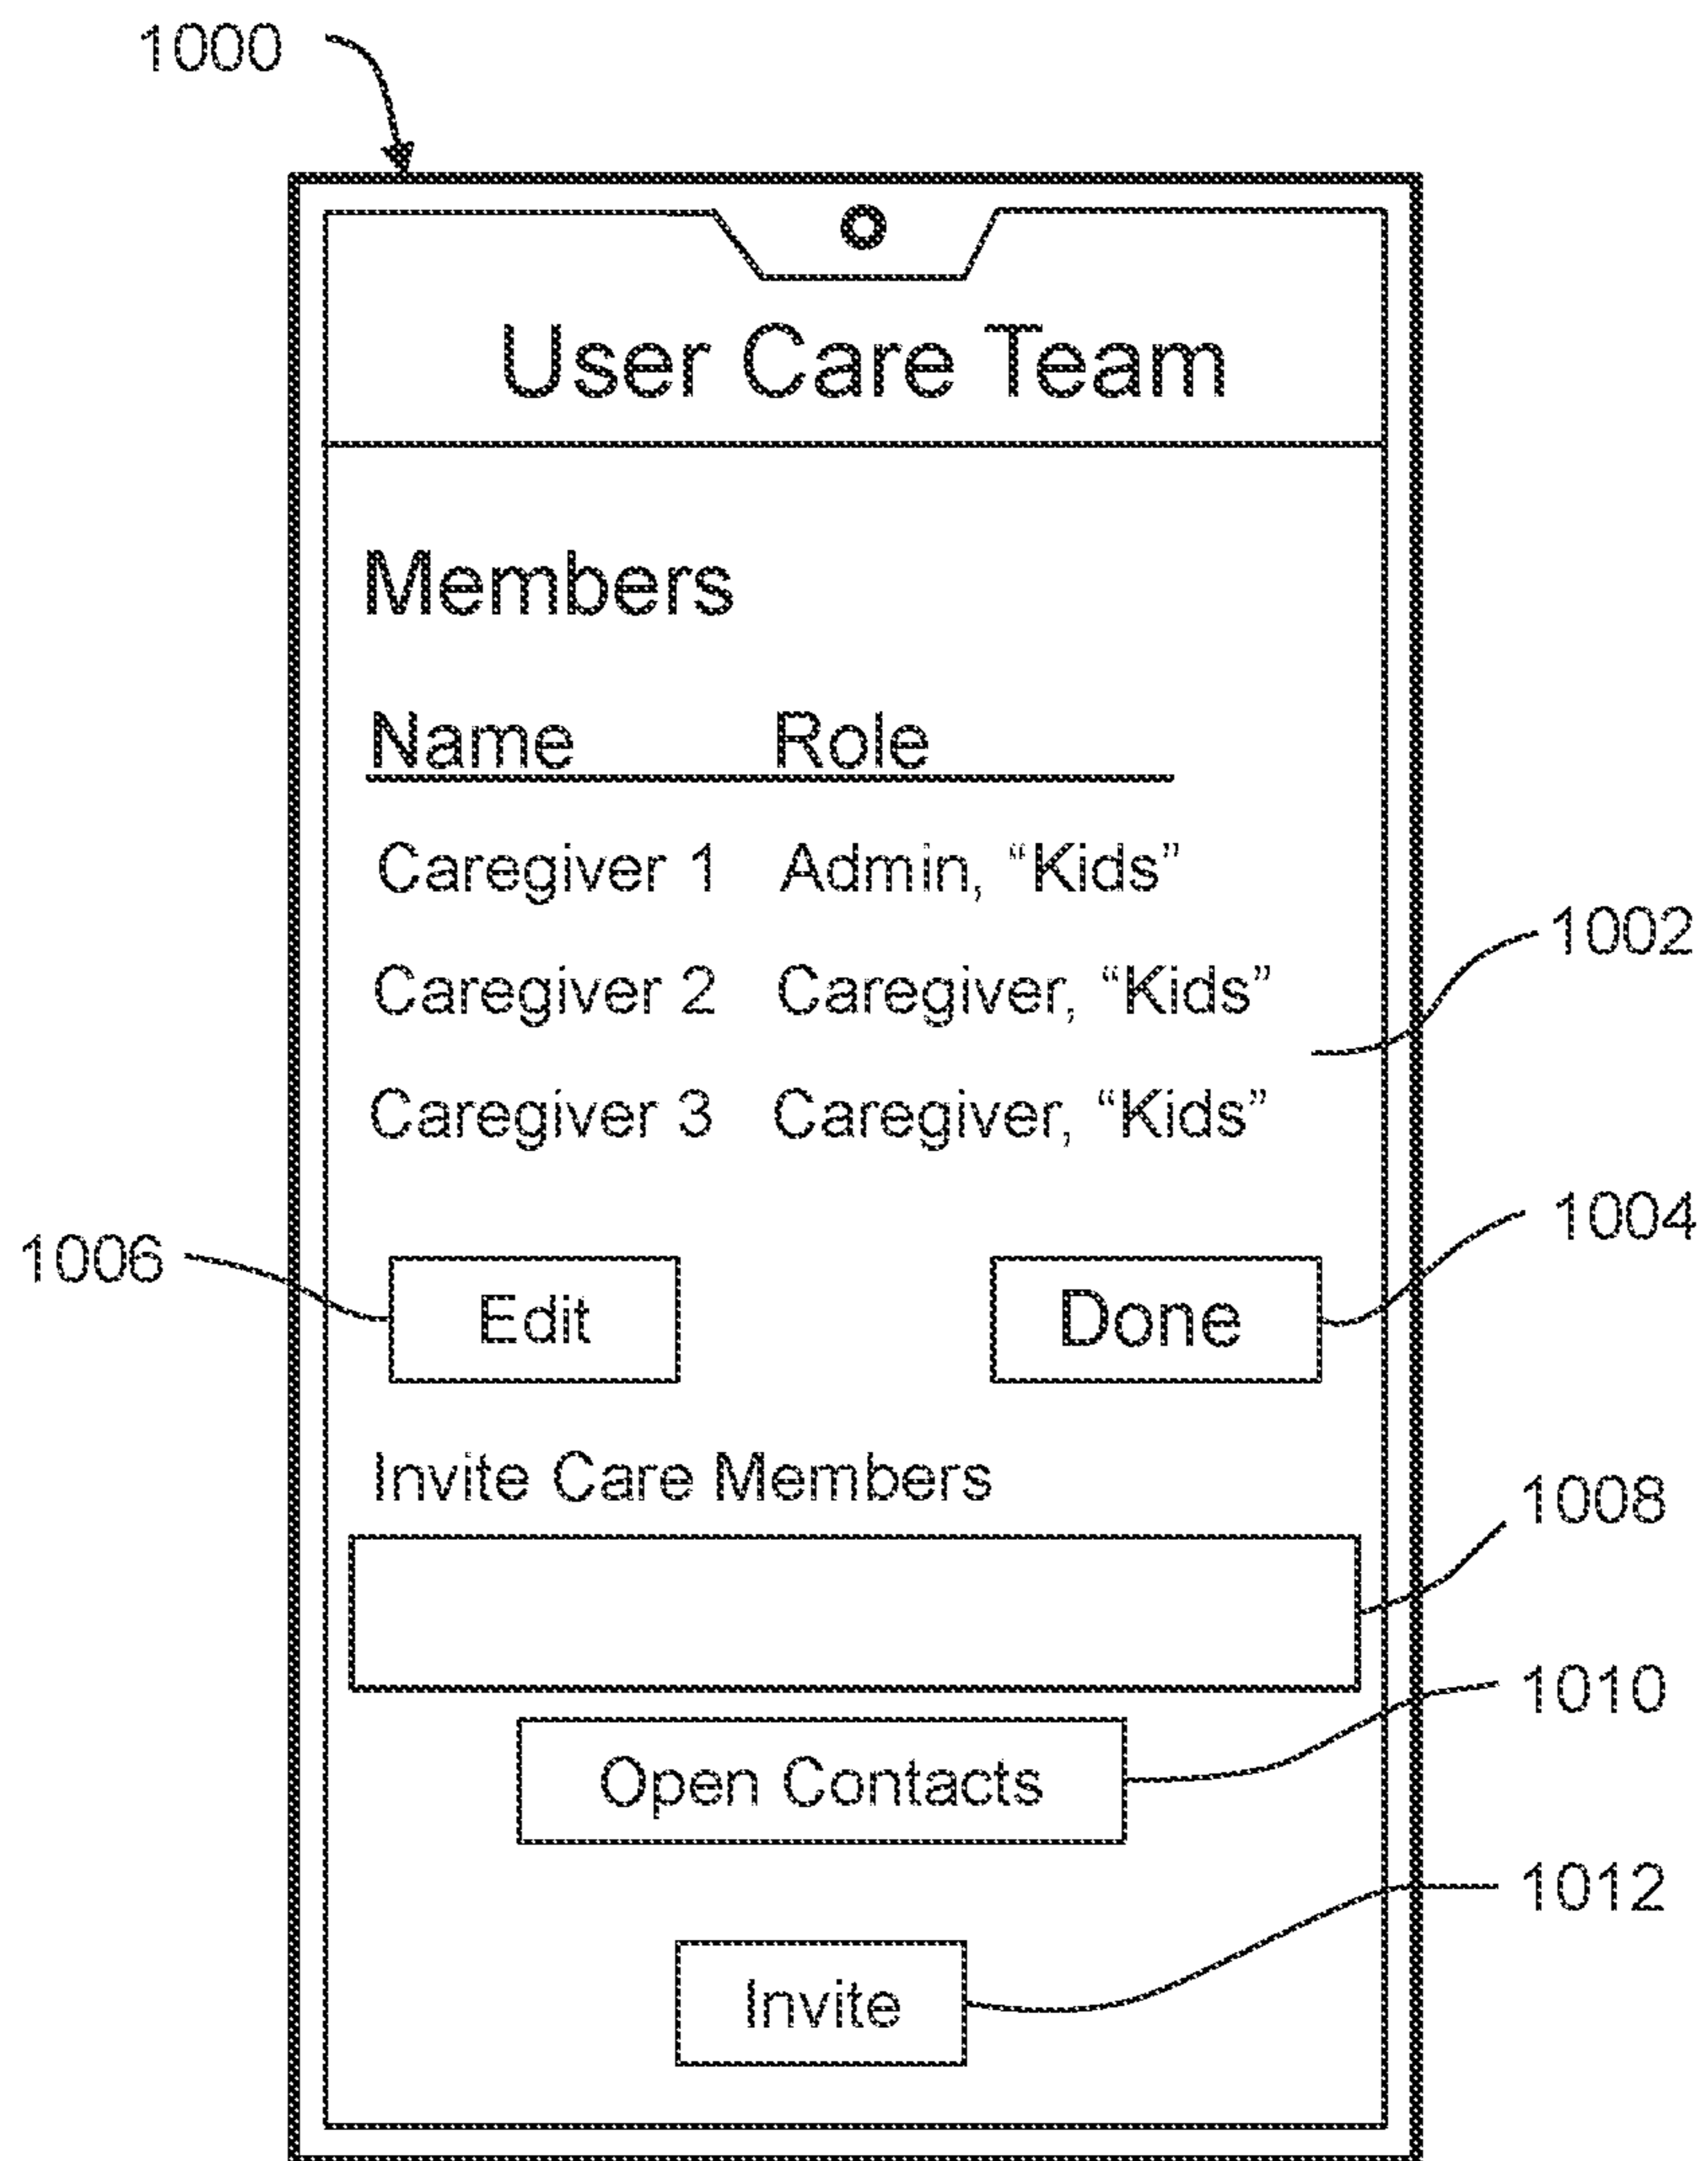 1000
User Care Team
Members
Name Role
Caregiver 1 Admin, “Kids”
1002
Caregiver 2 Caregiver, “Kids”
Caregiver 3 Caregiver, “Kids”
1004
1006
Edit Done
Invite Care Members
1008
1010
Open Contacts
1012
Invite